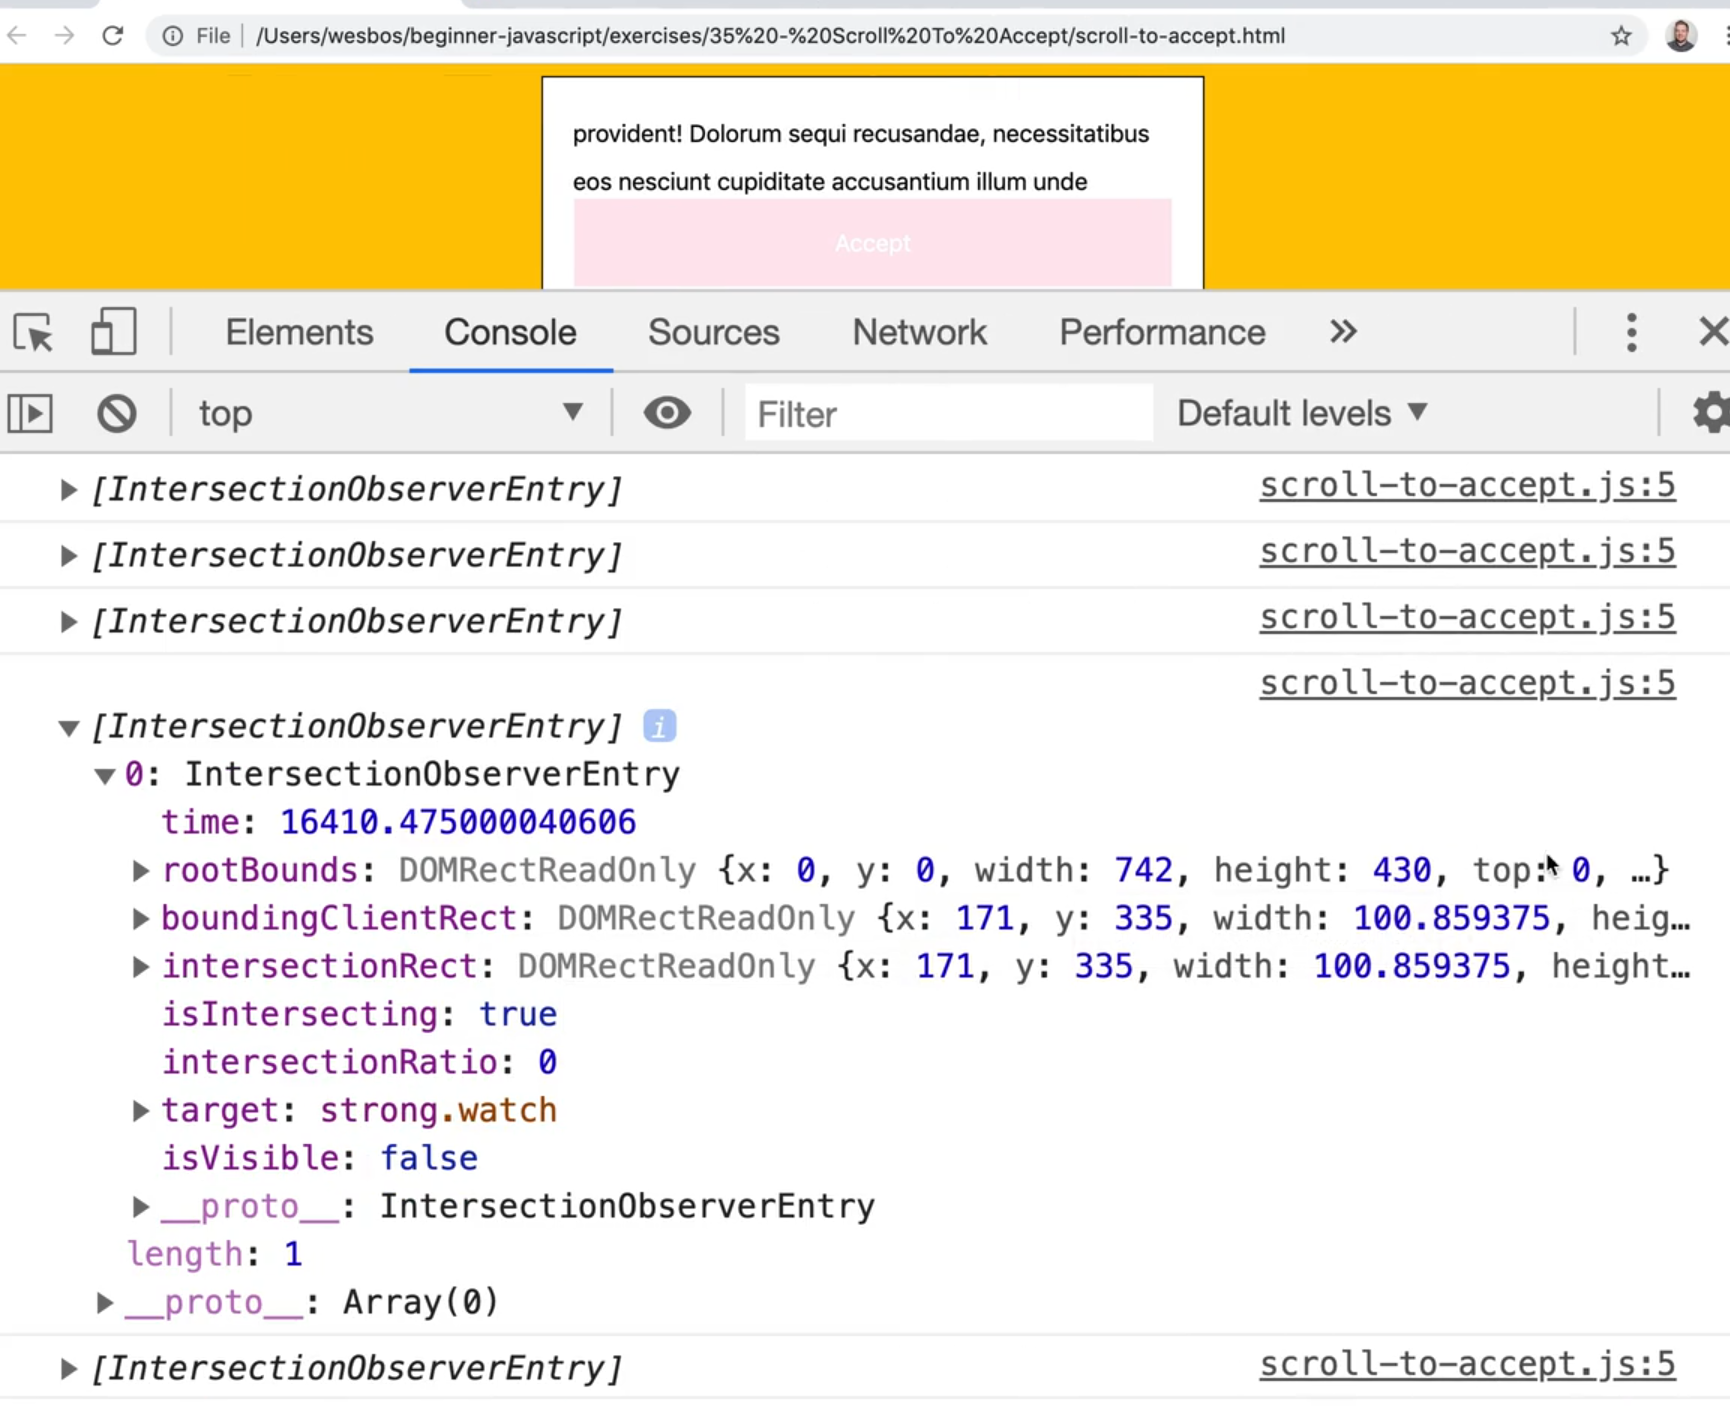 File /Users/wesbos/beginner-javascript/exercises/35%20-%20Scroll%20To%20Accept/scroll-to-accept.html
provident! Dolorum sequi recusandae, necessitatibus
eos nesciunt cupiditate accusantium illum unde
Accept
Elements Console Sources Network Performance »
top Filter Default levels
[IntersectionObserverEntry] scroll-to-accept.js:5
[IntersectionObserverEntry] scroll-to-accept.js:5
[IntersectionObserverEntry] scroll-to-accept.js:5
scroll-to-accept.js:5
[IntersectionObserverEntry] i
0: IntersectionObserverEntry
time: 16410.475000040606
rootBounds: DOMRectReadOnly {x: 0, y: 0, width: 742, height: 430, top: 0, …}
boundingClientRect: DOMRectReadOnly {x: 171, y: 335, width: 100.859375, heig…
intersectionRect: DOMRectReadOnly {x: 171, y: 335, width: 100.859375, height…
isIntersecting: true
intersectionRatio: 0
target: strong.watch
isVisible: false
__proto__: IntersectionObserverEntry
length: 1
__proto__: Array(0)
[IntersectionObserverEntry] scroll-to-accept.js:5